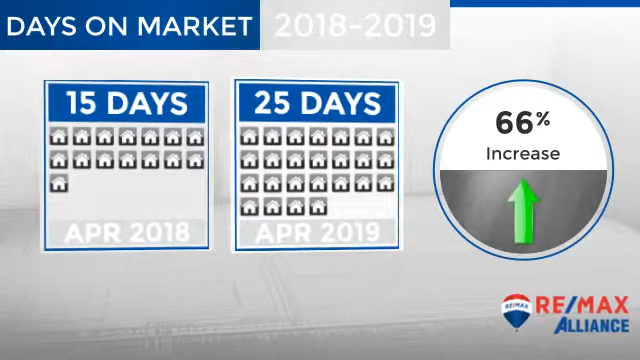 DAYS ON MARKET 2018-2019
15 DAYS
APR 2018
25 DAYS
APR 2019
66%
Increase
RE/MAX
RE/MAX
ALLIANCE